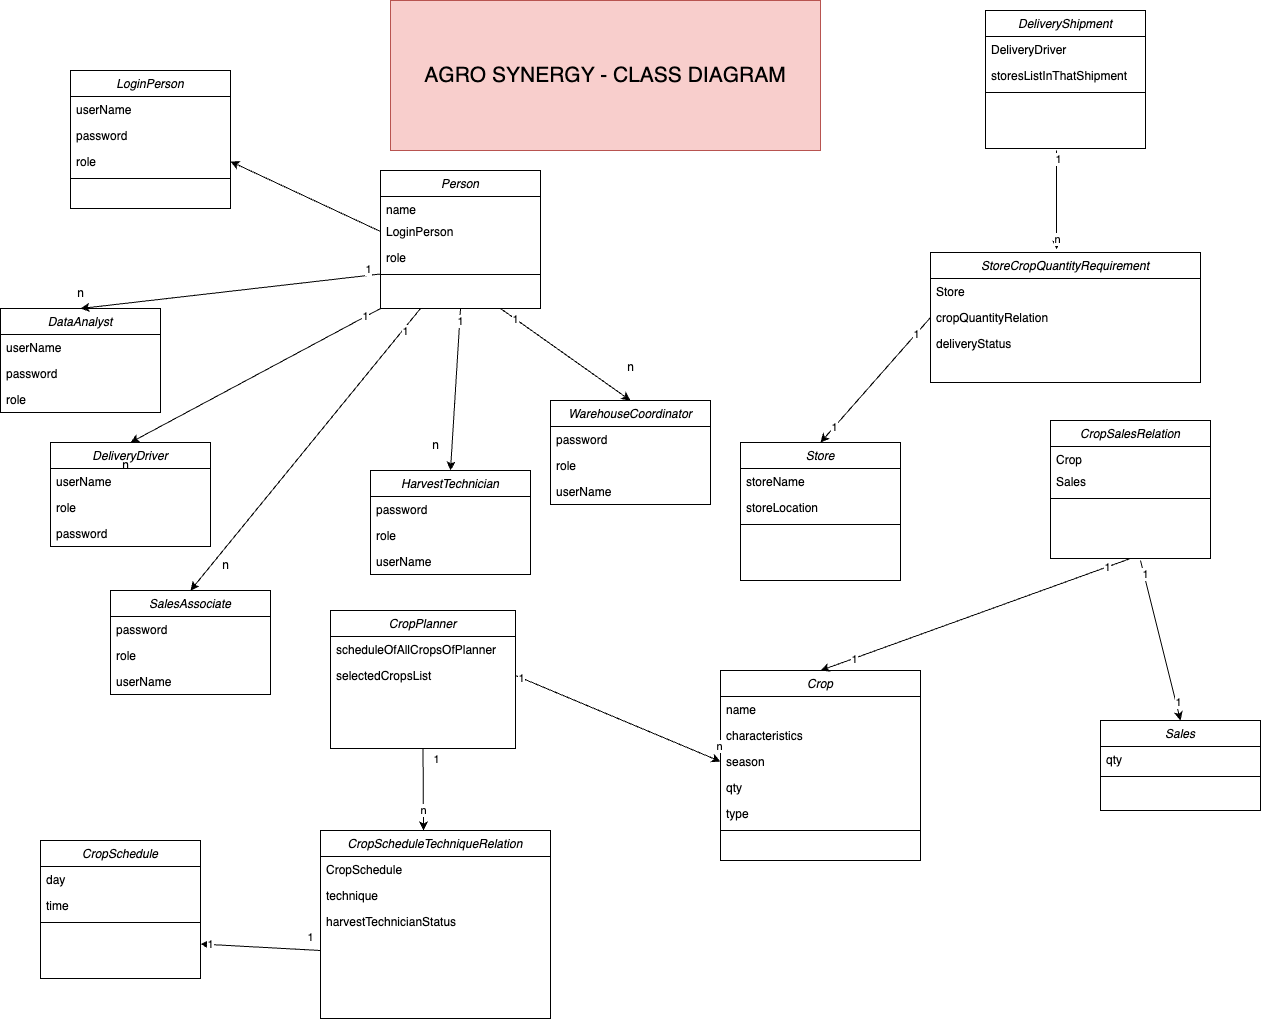 AGRO SYNERGY - CLASS DIAGRAM
DeliveryShipment
DeliveryDriver
storesListInThatShipment
1
n
LoginPerson
userName
password
role
Person
name
LoginPerson
role
1
n
1
1
1
1
n
n
n
n
DataAnalyst
userName
password
role
DeliveryDriver
userName
role
password
SalesAssociate
password
role
userName
HarvestTechnician
password
role
userName
WarehouseCoordinator
password
role
userName
StoreCropQuantityRequirement
Store
cropQuantityRelation
deliveryStatus
1
1
Store
storeName
storeLocation
CropSalesRelation
Crop
Sales
1
1
1
1
CropPlanner
scheduleOfAllCropsOfPlanner
selectedCropsList
1
n
1
n
Crop
name
characteristics
season
qty
type
Sales
qty
CropSchedule
day
time
1
1
CropScheduleTechniqueRelation
CropSchedule
technique
harvestTechnicianStatus